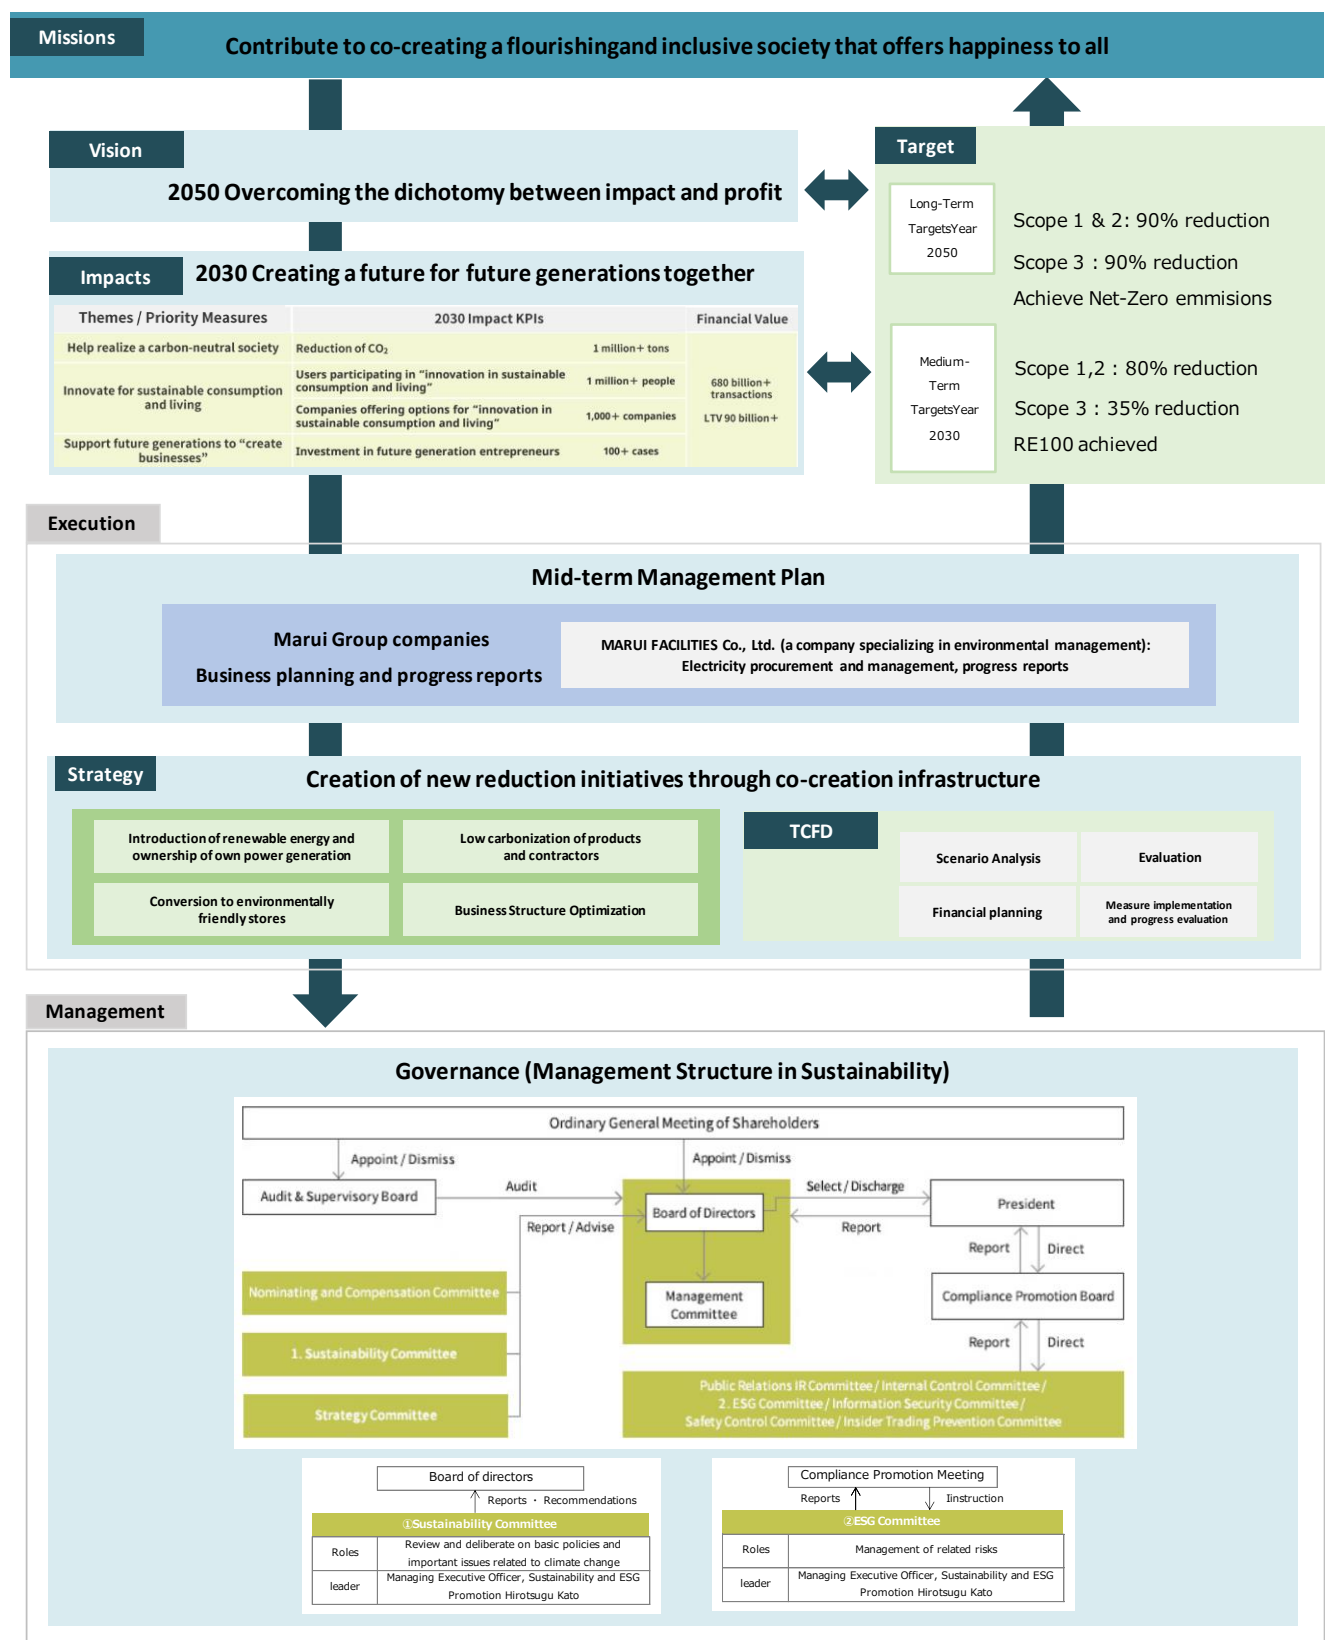 Missions
Contribute to co-creating a flourishingand inclusive society that offers happiness to all
Vision
2050 Overcoming the dichotomy between impact and profit
Target
Long-Term
TargetsYear
2050
Scope 1 & 2: 90% reduction
Scope 3 : 90% reduction
Achieve Net-Zero emmisions
Medium-
Term
TargetsYear
2030
Scope 1,2 : 80% reduction
Scope 3 : 35% reduction
RE100 achieved
Impacts
2030 Creating a future for future generations together
Themes / Priority Measures
2030 Impact KPIs
Financial Value
Help realize a carbon-neutral society
Reduction of CO₂
1 million+ tons
Innovate for sustainable consumption
and living
Users participating in “innovation in sustainable
consumption and living”
1 million+ people
Companies offering options for “innovation in
sustainable consumption and living”
1,000+ companies
680 billion+
transactions
LTV 90 billion+
Support future generations to “create
businesses”
Investment in future generation entrepreneurs
100+ cases
Execution
Mid-term Management Plan
Marui Group companies
Business planning and progress reports
MARUI FACILITIES Co., Ltd. (a company specializing in environmental management):
Electricity procurement and management, progress reports
Strategy
Creation of new reduction initiatives through co-creation infrastructure
Introduction of renewable energy and
ownership of own power generation
Low carbonization of products
and contractors
Conversion to environmentally
friendly stores
Business Structure Optimization
TCFD
Scenario Analysis
Evaluation
Financial planning
Measure implementation
and progress evaluation
Management
Governance (Management Structure in Sustainability)
Ordinary General Meeting of Shareholders
Appoint / Dismiss
Appoint / Dismiss
Audit & Supervisory Board
Audit
Board of Directors
Select / Discharge
President
Report / Advise
Report
Report
Direct
Nominating and Compensation Committee
Management
Committee
Compliance Promotion Board
1. Sustainability Committee
Report
Direct
Strategy Committee
Public Relations IR Committee / Internal Control Committee /
2. ESG Committee / Information Security Committee /
Safety Control Committee / Insider Trading Prevention Committee
Board of directors
Reports ・ Recommendations
①Sustainability Committee
Roles
Review and deliberate on basic policies and
important issues related to climate change
leader
Managing Executive Officer, Sustainability and ESG
Promotion Hirotsugu Kato
Compliance Promotion Meeting
Reports
Iinstruction
②ESG Committee
Roles
Management of related risks
leader
Managing Executive Officer, Sustainability and ESG
Promotion Hirotsugu Kato